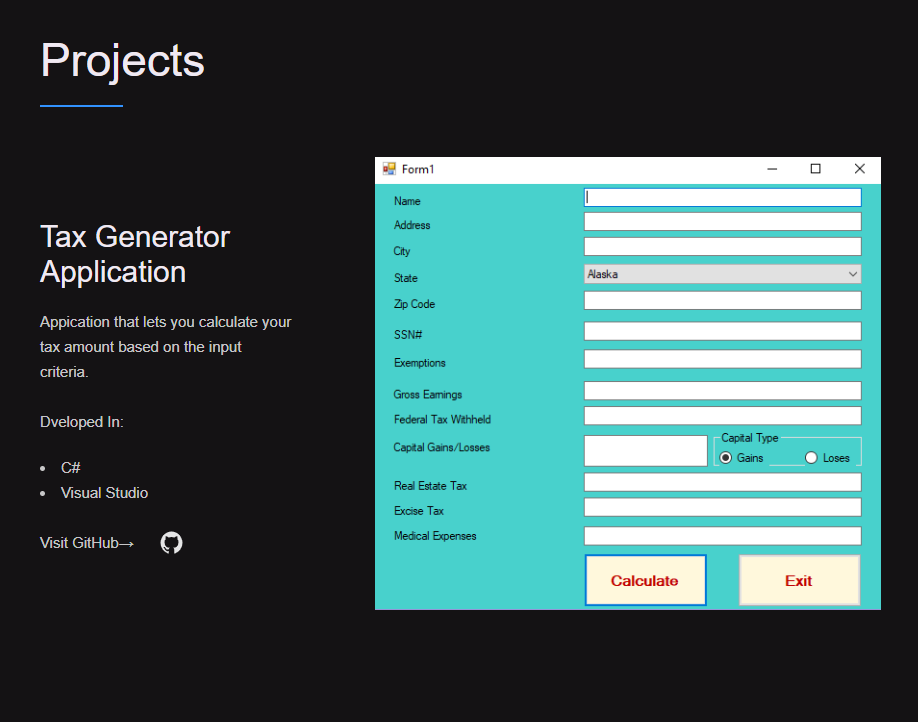 Projects
Tax Generator
Application
Appication that lets you calculate your
tax amount based on the input
criteria.
Dveloped In:
C#
Visual Studio
Visit GitHub→
Form1
Name
Address
City
State
Alaska
Zip Code
SSN#
Exemptions
Gross Earnings
Federal Tax Withheld
Capital Gains/Losses
Capital Type
Gains
Loses
Real Estate Tax
Excise Tax
Medical Expenses
Calculate
Exit